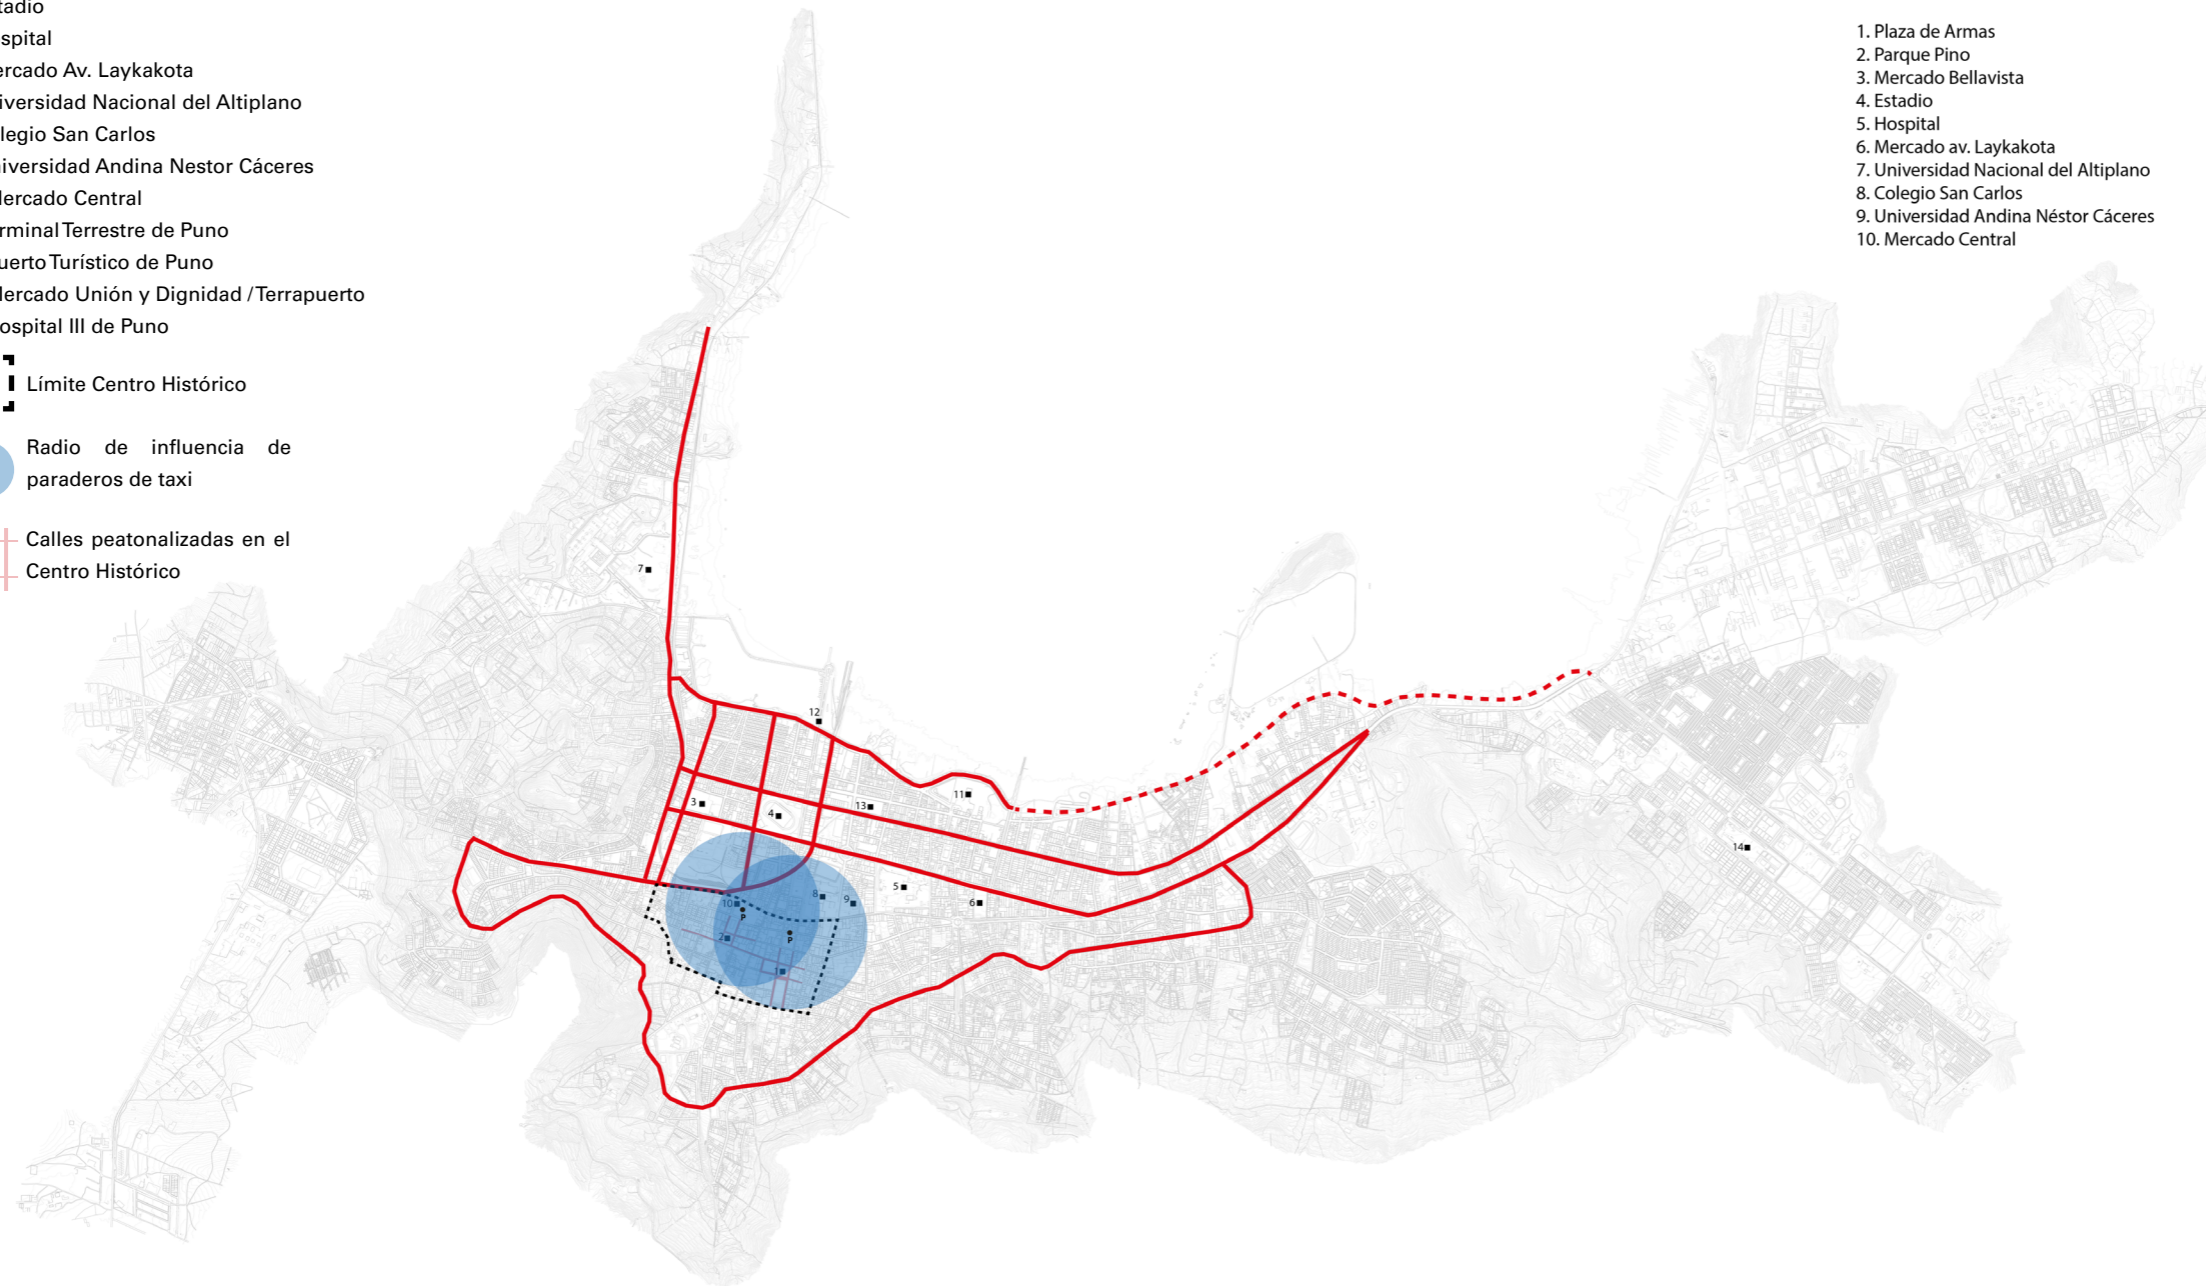 tadio
spital
ercado Av. Laykakota
iversidad Nacional del Altiplano
legio San Carlos
iversidad Andina Nestor Cáceres
lercado Central
rminal Terrestre de Puno
uerto Turístico de Puno
lercado Unión y Dignidad / Terrapuerto
ospital III de Puno
Límite Centro Histórico
Radio de influencia de
paraderos de taxi
Calles peatonalizadas en el
Centro Histórico
1. Plaza de Armas
2. Parque Pino
3. Mercado Bellavista
4. Estadio
5. Hospital
6. Mercado av. Laykakota
7. Universidad Nacional del Altiplano
8. Colegio San Carlos
9. Universidad Andina Néstor Cáceres
10. Mercado Central
7
12
11
3
13
4
14
5
8
9
10
6
P
2
P
1